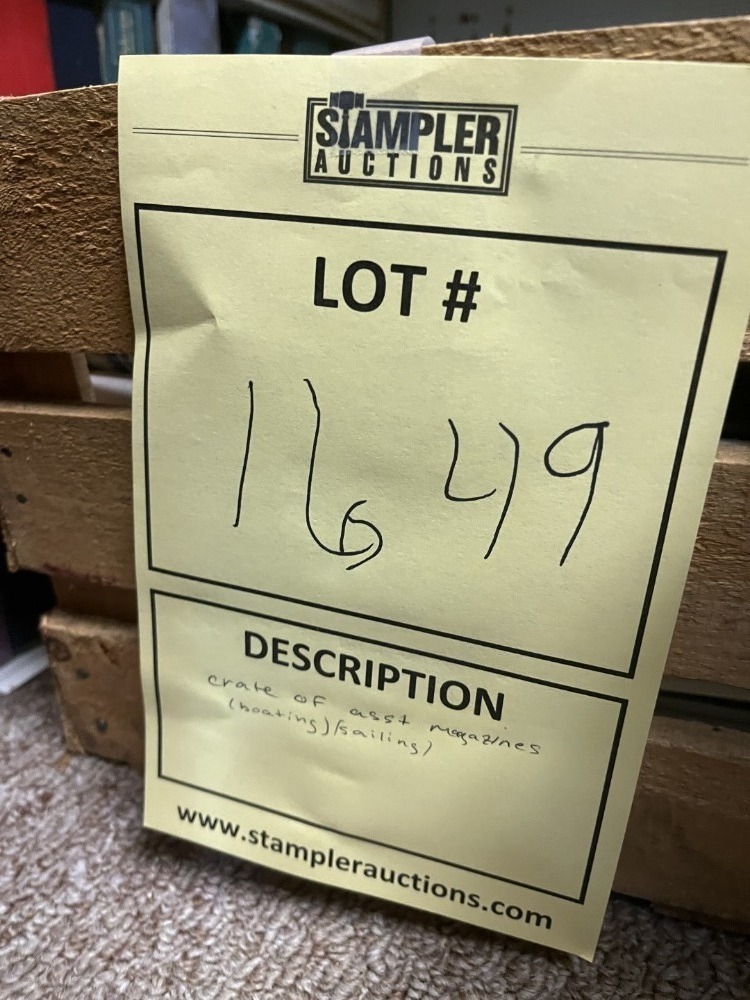 STAMPLER
AUCTIONS
LOT #
1649
DESCRIPTION
crate of asst magazines
(boating)/sailing)
www.stamplerauctions.com